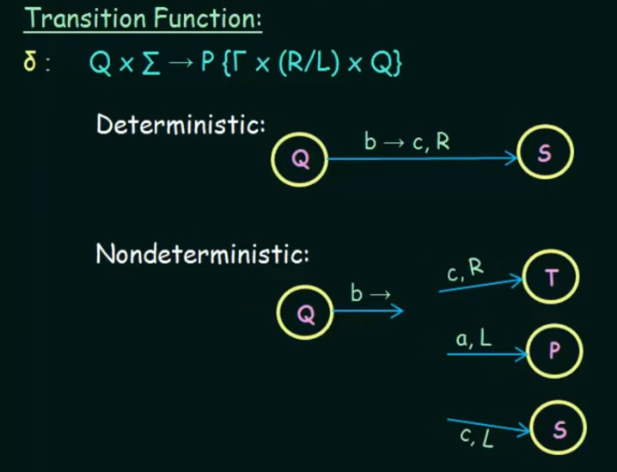 Transition Function:
δ : Q x Σ → P {Γ x (R/L) x Q}
Deterministic:
Q
b → c, R
S
Nondeterministic:
Q
b →
c, R
T
a, L
P
c, L
S